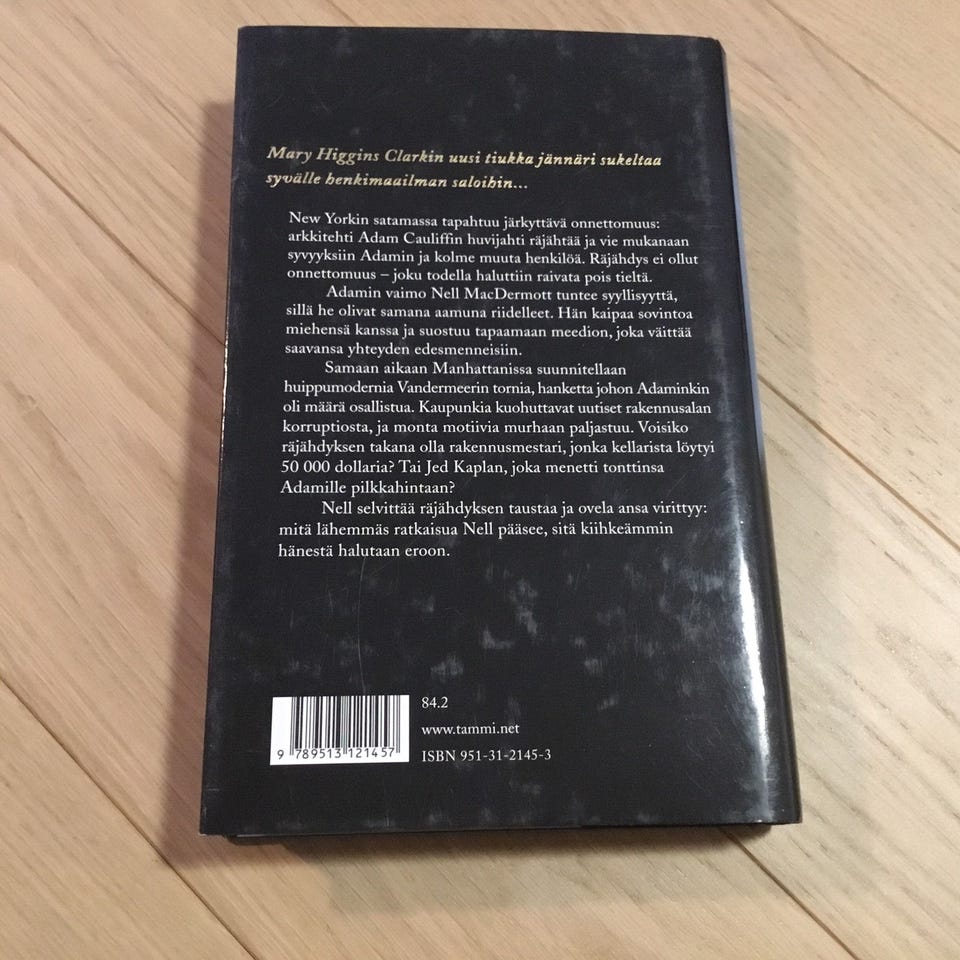 Mary Higgins Clarkin uusi tiukka jännäri sukeltaa
syvälle henkimaailman saloihin...
New Yorkin satamassa tapahtuu järkyttävä onnettomuus:
arkkitehti Adam Cauliffin huvijahti räjähtää ja vie mukanaan
syvyyksiin Adamin ja kolme muuta henkilöä. Räjähdys ei ollut
onnettomuus – joku todella haluttiin raivata pois tieltä.
Adamin vaimo Nell MacDermott tuntee syyllisyyttä,
sillä he olivat samana aamuna riidelleet. Hän kaipaa sovintoa
miehensä kanssa ja suostuu tapaamaan meedion, joka väittää
saavansa yhteyden edesmenneisiin.
Samaan aikaan Manhattanissa suunnitellaan
huippumodernia Vandermeerin tornia, hanketta johon Adaminkin
oli määrä osallistua. Kaupunkia kuohuttavat uutiset rakennusalan
korruptiosta, ja monta motiivia murhaan paljastuu. Voisiko
räjähdyksen takana olla rakennusmestari, jonka kellarista löytyi
50 000 dollaria? Tai Jed Kaplan, joka menetti tonttinsa
Adamille pilkkahintaan?
Nell selvittää räjähdyksen taustaa ja ovela ansa virittyy:
mitä lähemmäs ratkaisua Nell pääsee, sitä kiihkeämmin
hänestä halutaan eroon.
84.2
www.tammi.net
ISBN 951-31-2145-3
9 789513 121457